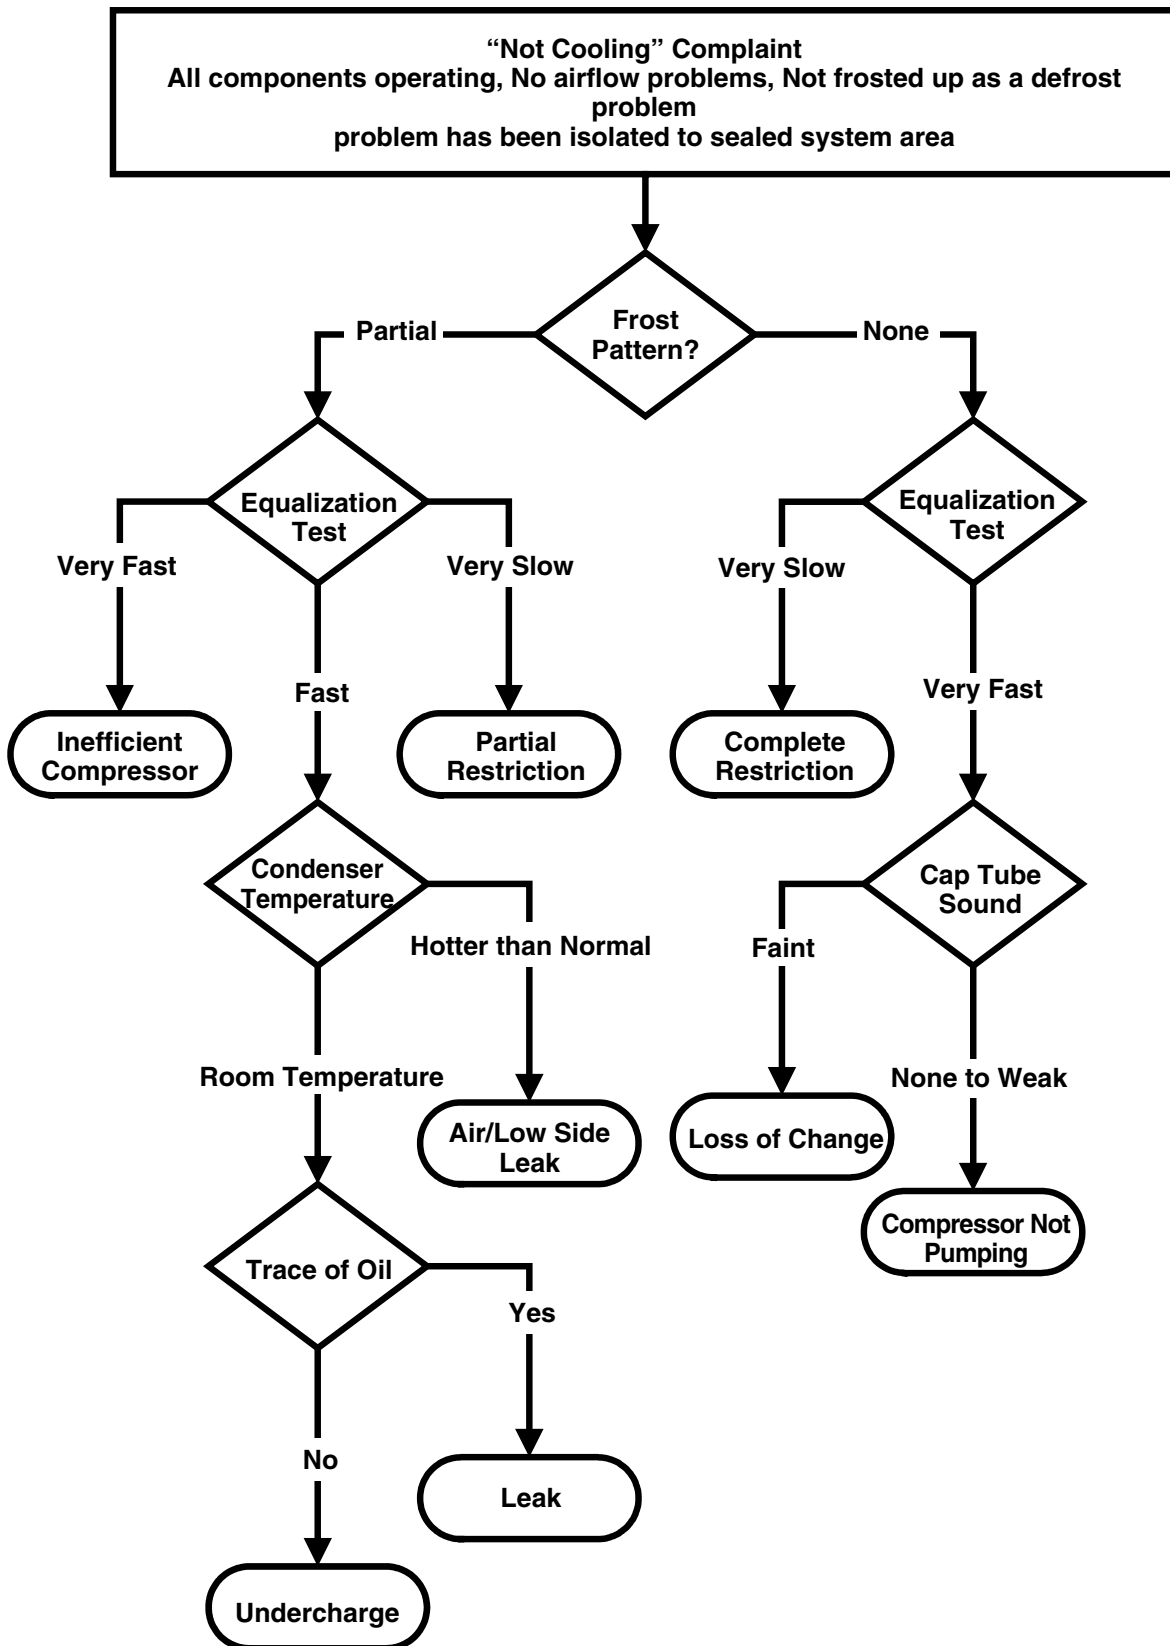 “Not Cooling” Complaint
All components operating, No airflow problems, Not frosted up as a defrost
problem
problem has been isolated to sealed system area
Frost
Pattern?
Partial
None
Equalization
Test
Equalization
Test
Very Fast
Very Slow
Very Slow
Fast
Very Fast
Inefficient
Compressor
Partial
Restriction
Complete
Restriction
Condenser
Temperature
Cap Tube
Sound
Hotter than Normal
Faint
Room Temperature
None to Weak
Air/Low Side
Leak
Loss of Change
Compressor Not
Pumping
Trace of Oil
Yes
No
Leak
Undercharge